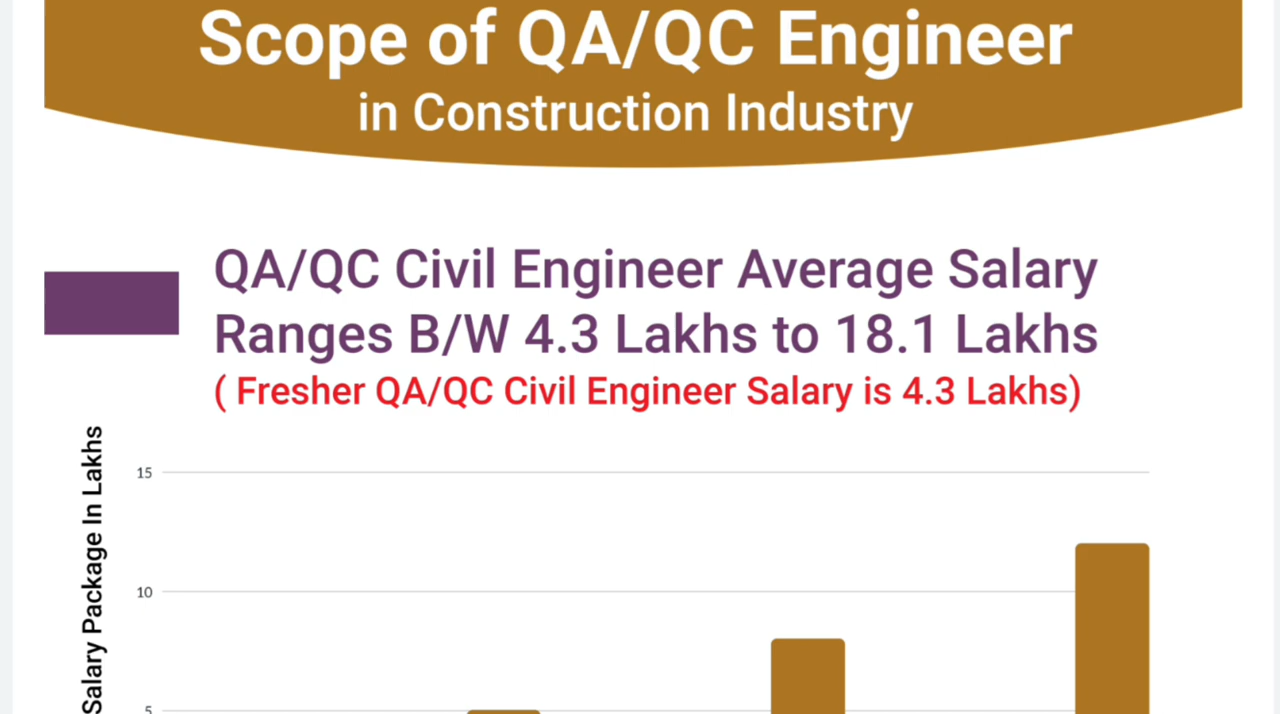 Scope of QA/QC Engineer
in Construction Industry
QA/QC Civil Engineer Average Salary
Ranges B/W 4.3 Lakhs to 18.1 Lakhs
( Fresher QA/QC Civil Engineer Salary is 4.3 Lakhs)
Salary Package In Lakhs
15
10
5